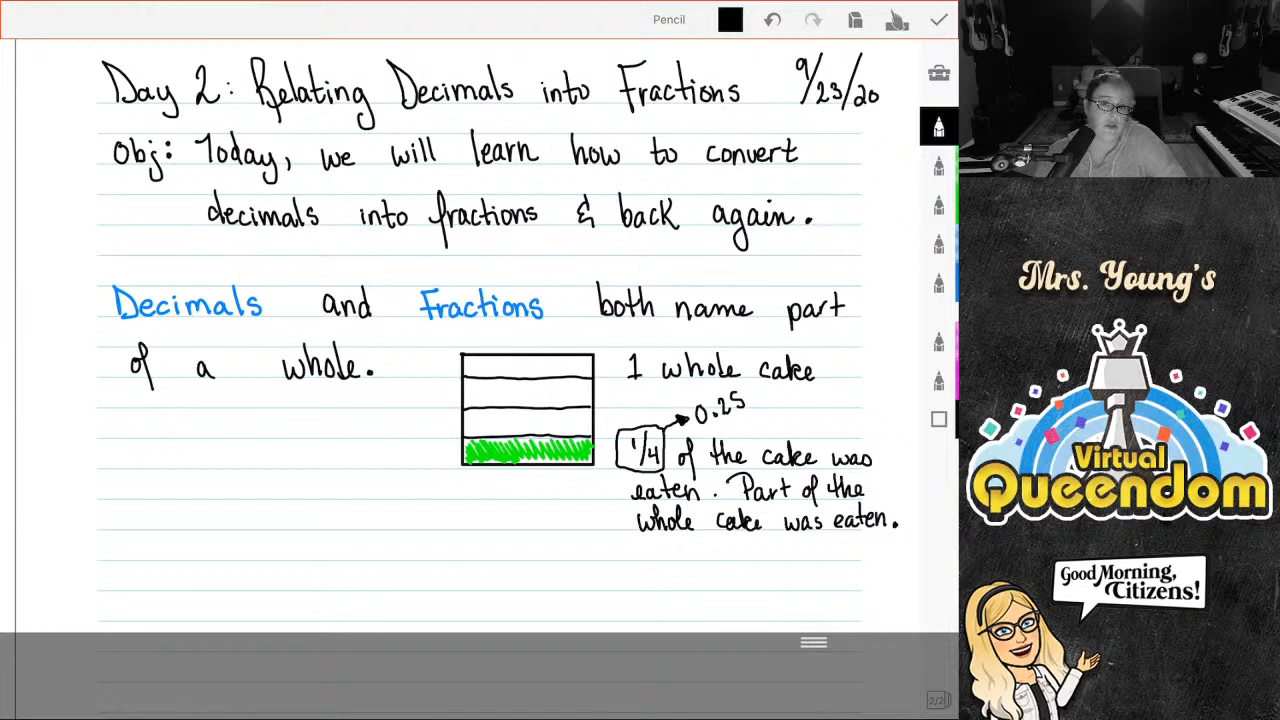 Pencil
Day 2: Relating Decimals into Fractions 9/23/20
Obj: Today, we will learn how to convert
decimals into fractions & back again.
Decimals and Fractions both name part
of a whole.
1 whole cake
0.25
1/4 of the cake was
eaten. Part of the
whole cake was eaten.
2/2
Mrs. Young's
Virtual
Queendom
Good Morning,
Citizens!